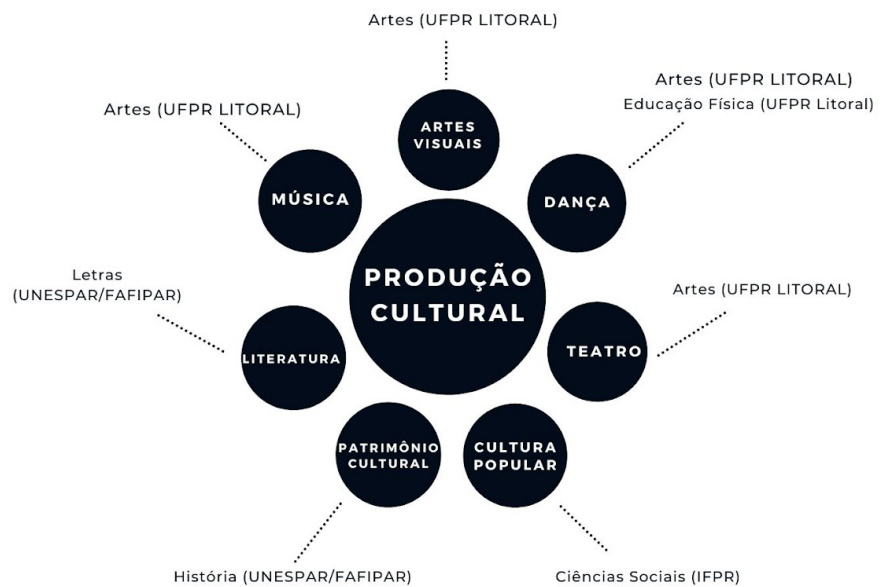 Artes (UFPR LITORAL)
Artes (UFPR LITORAL)
Educação Física (UFPR Litoral)
Artes (UFPR LITORAL)
ARTES
VISUAIS
MÚSICA
DANÇA
PRODUÇÃO
CULTURAL
Letras
(UNESPAR/FAFIPAR)
Artes (UFPR LITORAL)
LITERATURA
TEATRO
PATRIMÔNIO
CULTURAL
CULTURA
POPULAR
História (UNESPAR/FAFIPAR)
Ciências Sociais (IFPR)